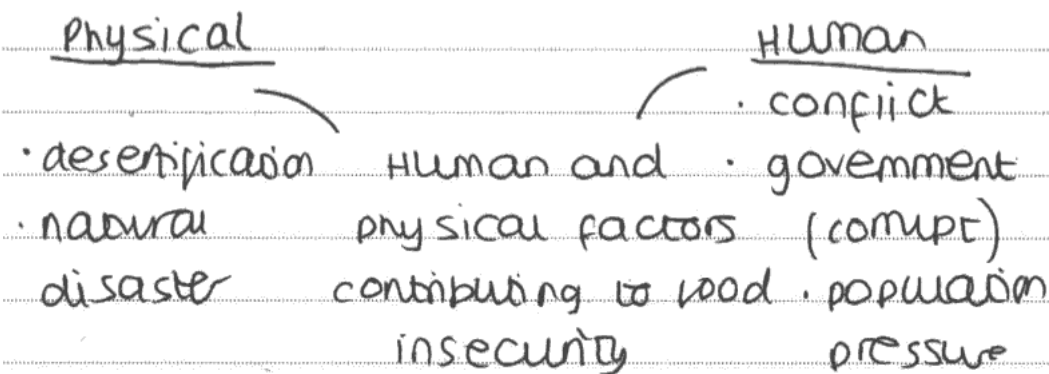 Physical Human
· conflict
· desertification Human and · government
· natural physical factors (corrupt)
disaster contributing to food · population
insecurity pressure